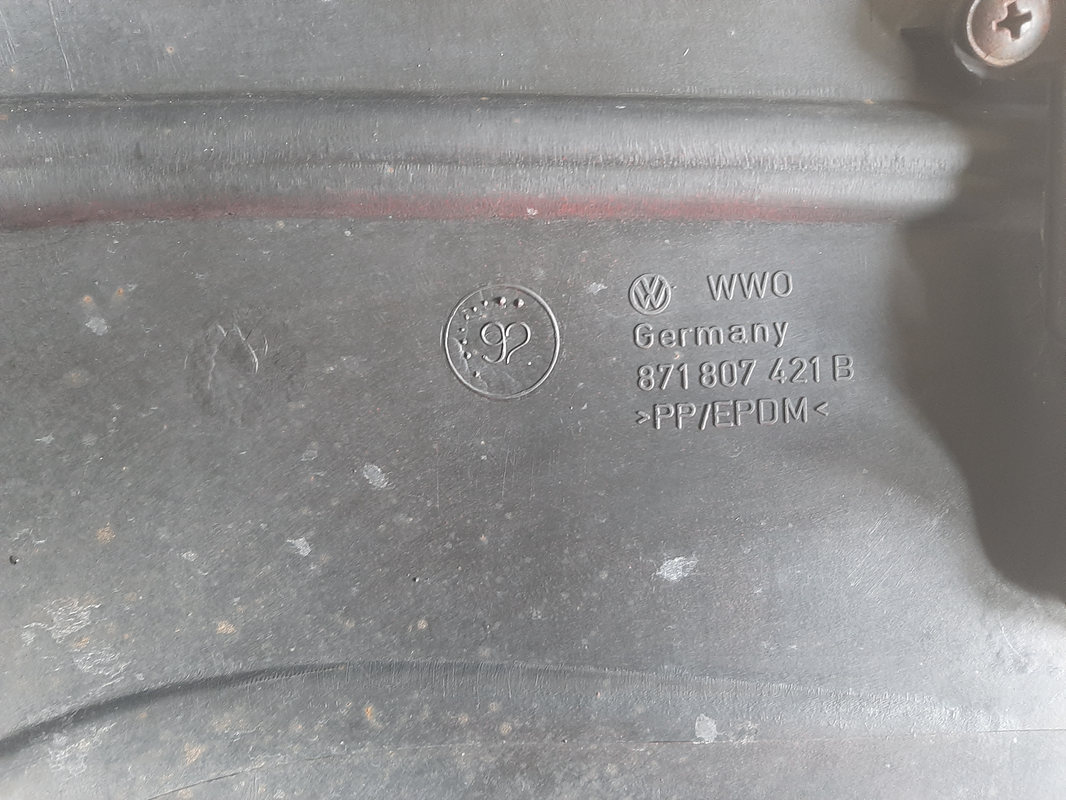 92
WWO
Germany
871 807 421 B
>PP/EPDM<